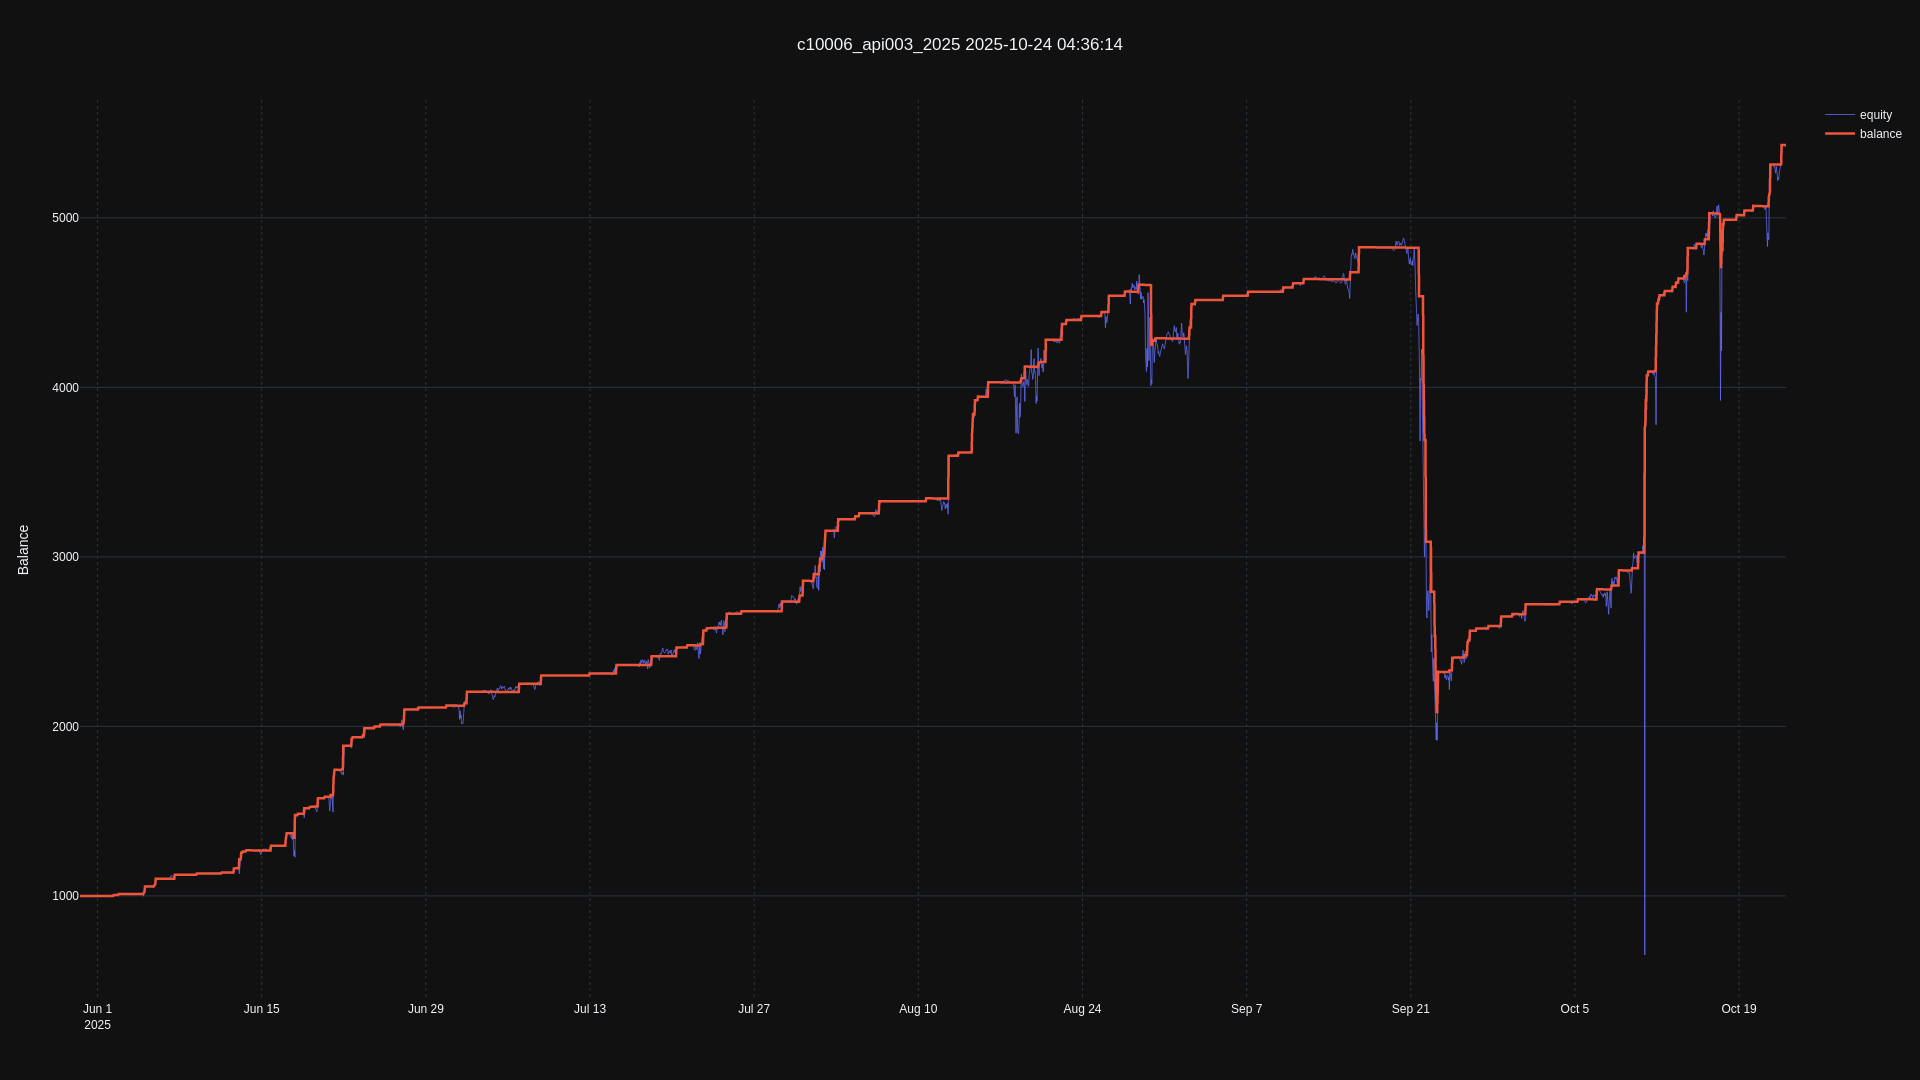 c10006_api003_2025 2025-10-24 04:36:14
equity
balance
Balance
5000
4000
3000
2000
1000
Jun 1
2025
Jun 15
Jun 29
Jul 13
Jul 27
Aug 10
Aug 24
Sep 7
Sep 21
Oct 5
Oct 19